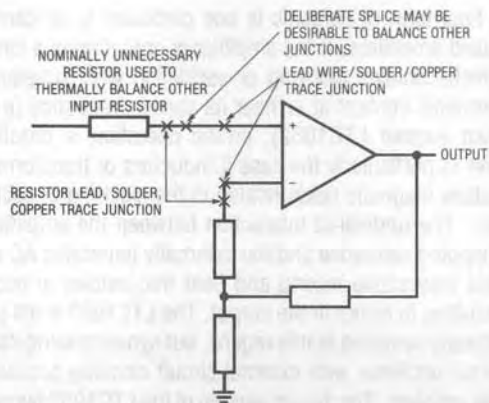 DELIBERATE SPLICE MAY BE
DESIRABLE TO BALANCE OTHER
JUNCTIONS
NOMINALLY UNNECESSARY
RESISTOR USED TO
THERMALLY BALANCE OTHER
INPUT RESISTOR
LEAD WIRE/SOLDER/COPPER
TRACE JUNCTION
+
−
OUTPUT
RESISTOR LEAD, SOLDER,
COPPER TRACE JUNCTION